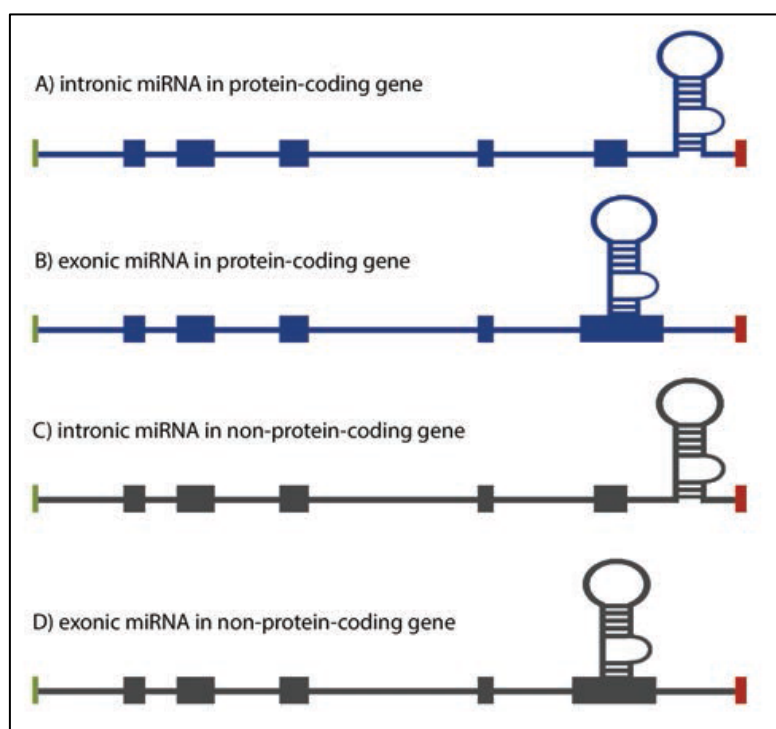 A) intronic miRNA in protein-coding gene
B) exonic miRNA in protein-coding gene
C) intronic miRNA in non-protein-coding gene
D) exonic miRNA in non-protein-coding gene